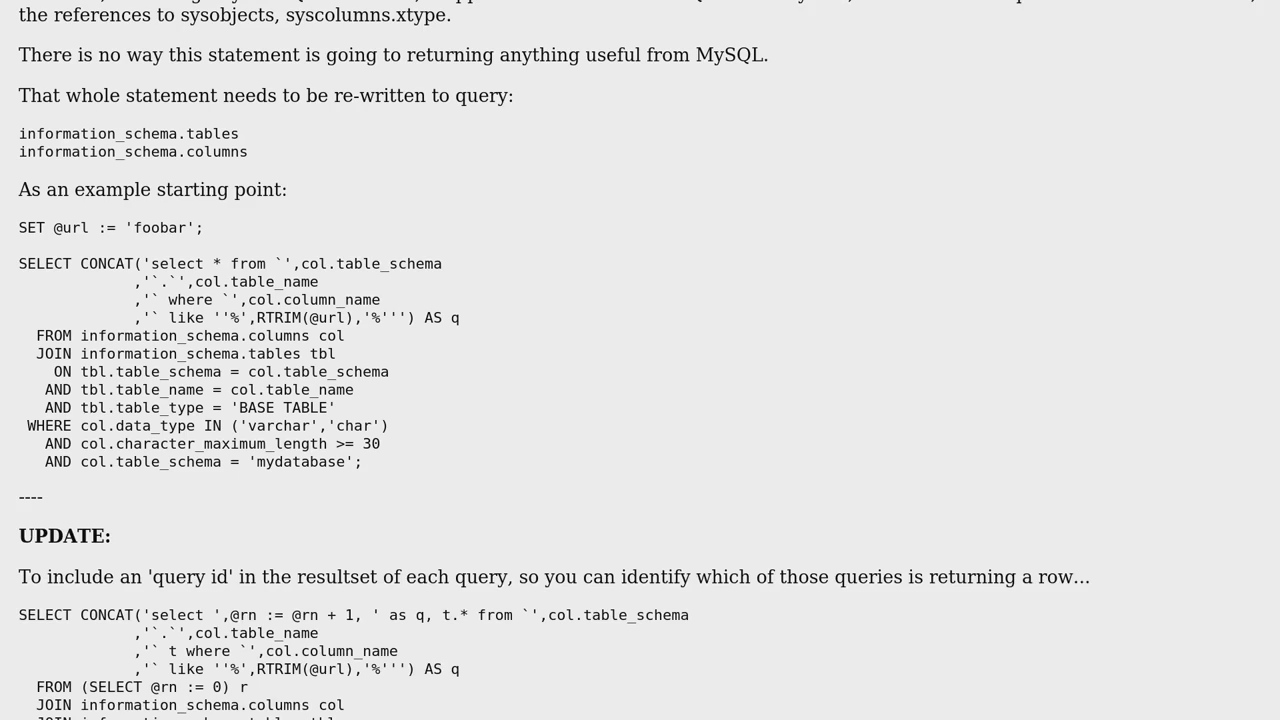 the references to sysobjects, syscolumns.xtype.
There is no way this statement is going to returning anything useful from MySQL.
That whole statement needs to be re-written to query:
information_schema.tables
information_schema.columns
As an example starting point:
SET @url := 'foobar';
SELECT CONCAT('select * from `',col.table_schema
             ,'`.`',col.table_name
             ,'` where `',col.column_name
             ,'` like ''%',RTRIM(@url),'%''') AS q
  FROM information_schema.columns col
  JOIN information_schema.tables tbl
    ON tbl.table_schema = col.table_schema
   AND tbl.table_name = col.table_name
   AND tbl.table_type = 'BASE TABLE'
 WHERE col.data_type IN ('varchar','char')
   AND col.character_maximum_length >= 30
   AND col.table_schema = 'mydatabase';
----
UPDATE:
To include an 'query id' in the resultset of each query, so you can identify which of those queries is returning a row...
SELECT CONCAT('select ',@rn := @rn + 1, ' as q, t.* from `',col.table_schema
             ,'`.`',col.table_name
             ,'` t where `',col.column_name
             ,'` like ''%',RTRIM(@url),'%''') AS q
  FROM (SELECT @rn := 0) r
  JOIN information_schema.columns col